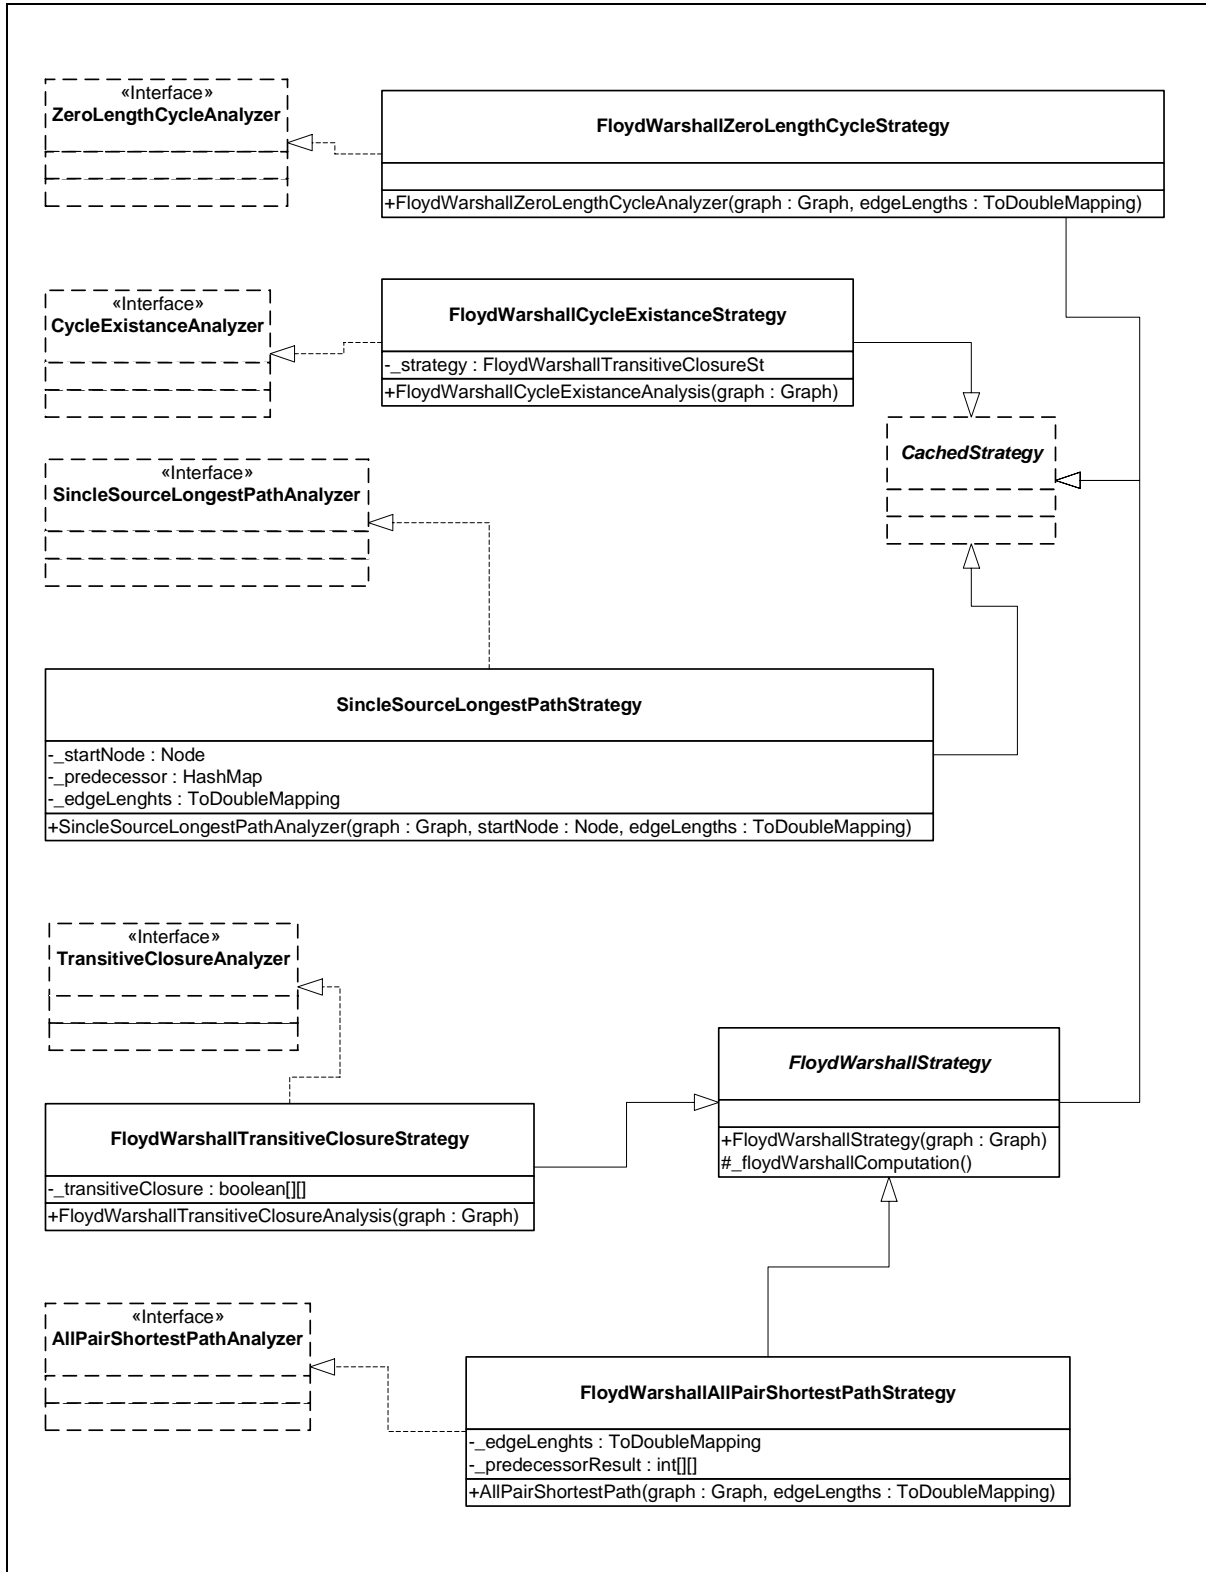 «Interface»
ZeroLengthCycleAnalyzer
FloydWarshallZeroLengthCycleStrategy
+FloydWarshallZeroLengthCycleAnalyzer(graph : Graph, edgeLengths : ToDoubleMapping)
«Interface»
CycleExistanceAnalyzer
FloydWarshallCycleExistanceStrategy
-_strategy : FloydWarshallTransitiveClosureSt
+FloydWarshallCycleExistanceAnalysis(graph : Graph)
CachedStrategy
«Interface»
SincleSourceLongestPathAnalyzer
SincleSourceLongestPathStrategy
-_startNode : Node
-_predecessor : HashMap
-_edgeLenghts : ToDoubleMapping
+SincleSourceLongestPathAnalyzer(graph : Graph, startNode : Node, edgeLengths : ToDoubleMapping)
«Interface»
TransitiveClosureAnalyzer
FloydWarshallStrategy
+FloydWarshallStrategy(graph : Graph)
#_floydWarshallComputation()
FloydWarshallTransitiveClosureStrategy
-_transitiveClosure : boolean[][]
+FloydWarshallTransitiveClosureAnalysis(graph : Graph)
«Interface»
AllPairShortestPathAnalyzer
FloydWarshallAllPairShortestPathStrategy
-_edgeLenghts : ToDoubleMapping
-_predecessorResult : int[][]
+AllPairShortestPath(graph : Graph, edgeLengths : ToDoubleMapping)